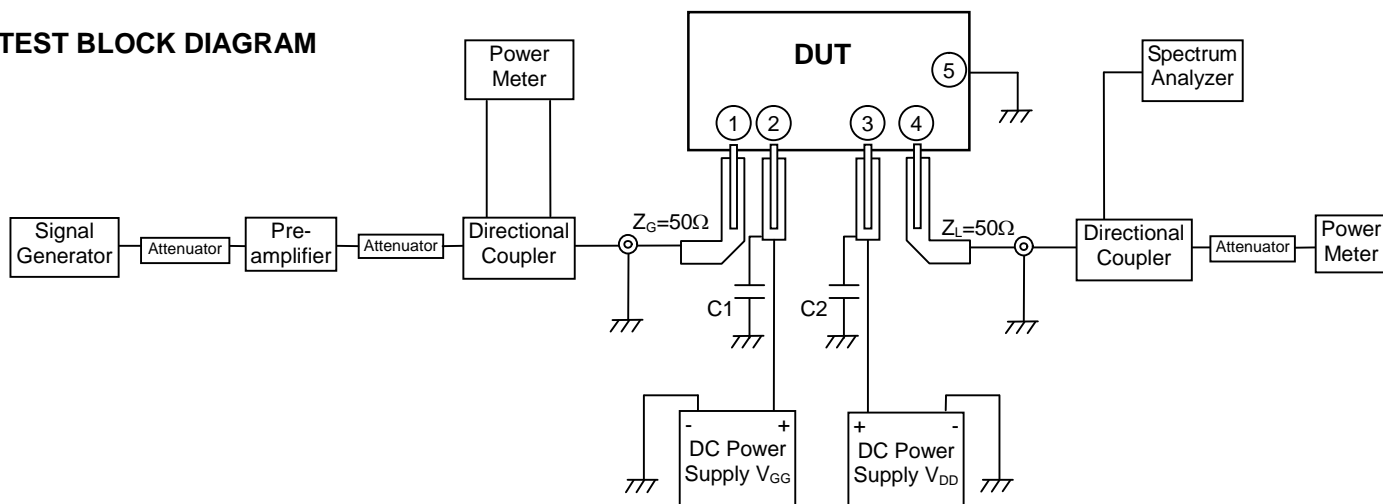 TEST BLOCK DIAGRAM
Power
Meter
DUT
5
Spectrum
Analyzer
1
2
3
4
Signal
Generator
Attenuator
Pre-
amplifier
Attenuator
Directional
Coupler
ZG=50Ω
ZL=50Ω
Directional
Coupler
Attenuator
Power
Meter
C1
C2
- +
DC Power
Supply VGG
+ -
DC Power
Supply VDD